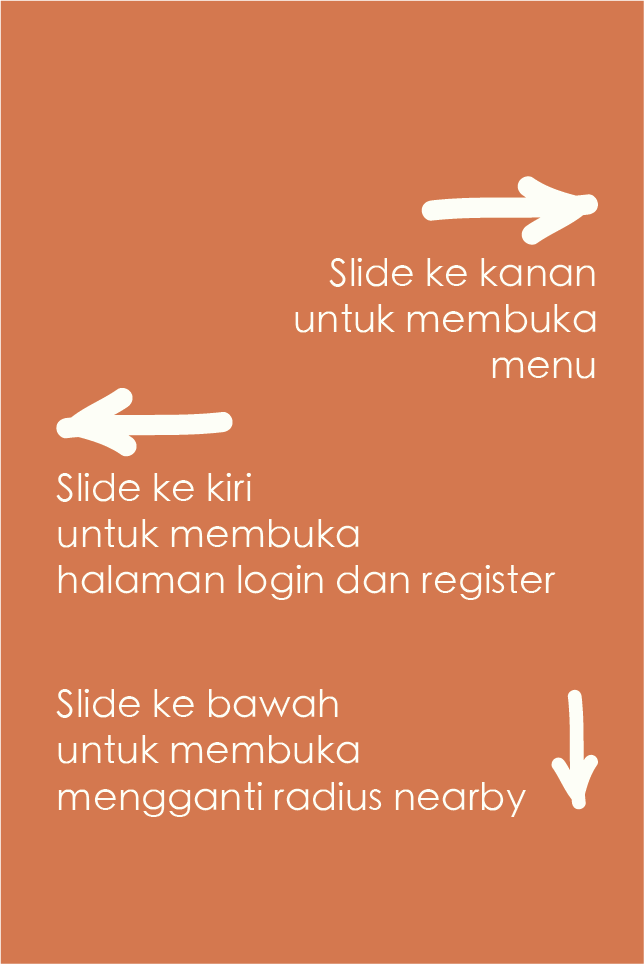 Slide ke kanan
untuk membuka
menu
Slide ke kiri
untuk membuka
halaman login dan register
Slide ke bawah
untuk membuka
mengganti radius nearby